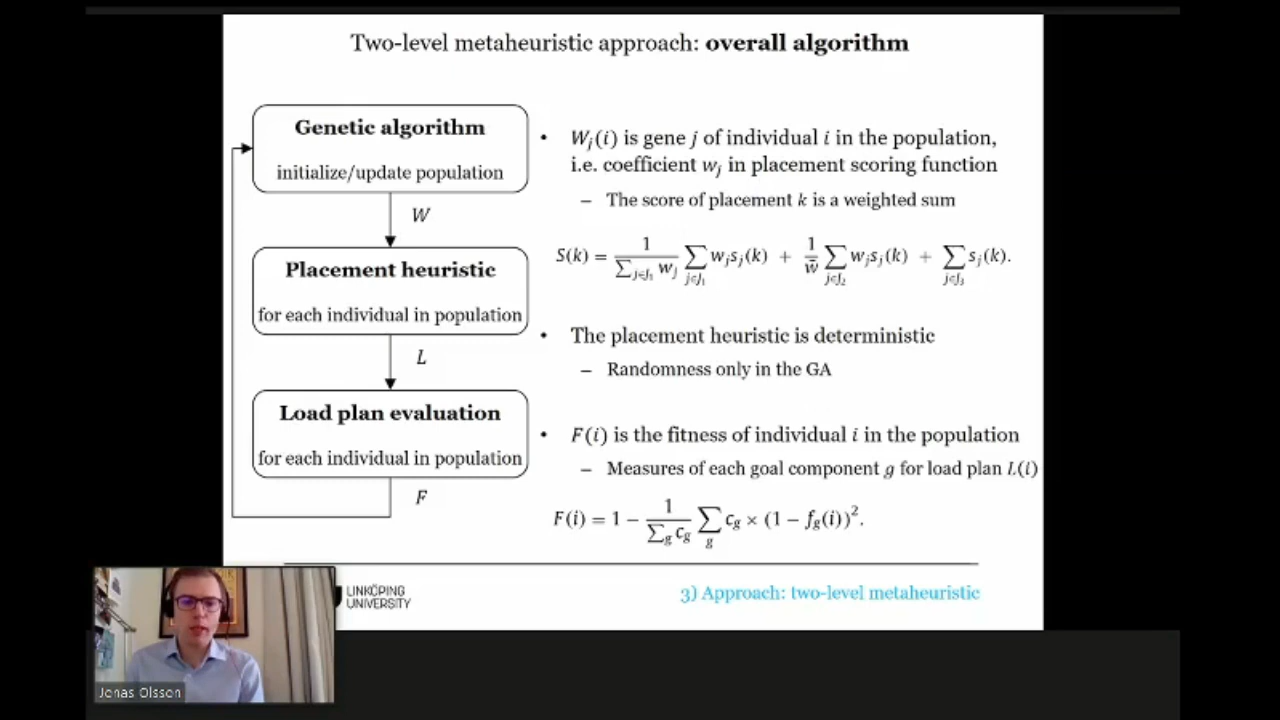 Two-level metaheuristic approach: overall algorithm
Genetic algorithm
initialize/update population
W
Placement heuristic
for each individual in population
L
Load plan evaluation
for each individual in population
F
• W_j(i) is gene j of individual i in the population,
i.e. coefficient w_j in placement scoring function
– The score of placement k is a weighted sum
S(k) = 1/(∑_{j∈J₁} w_j) ∑_{j∈J₁} w_j s_j(k) + 1/w̄ ∑_{j∈J₂} w_j s_j(k) + ∑_{j∈J₃} s_j(k).
• The placement heuristic is deterministic
– Randomness only in the GA
• F(i) is the fitness of individual i in the population
– Measures of each goal component g for load plan L(i)
F(i) = 1 − 1/(∑_g c_g) ∑_g c_g × (1 − f_g(i))².
LINKÖPING
UNIVERSITY
3) Approach: two-level metaheuristic
Jonas Olsson